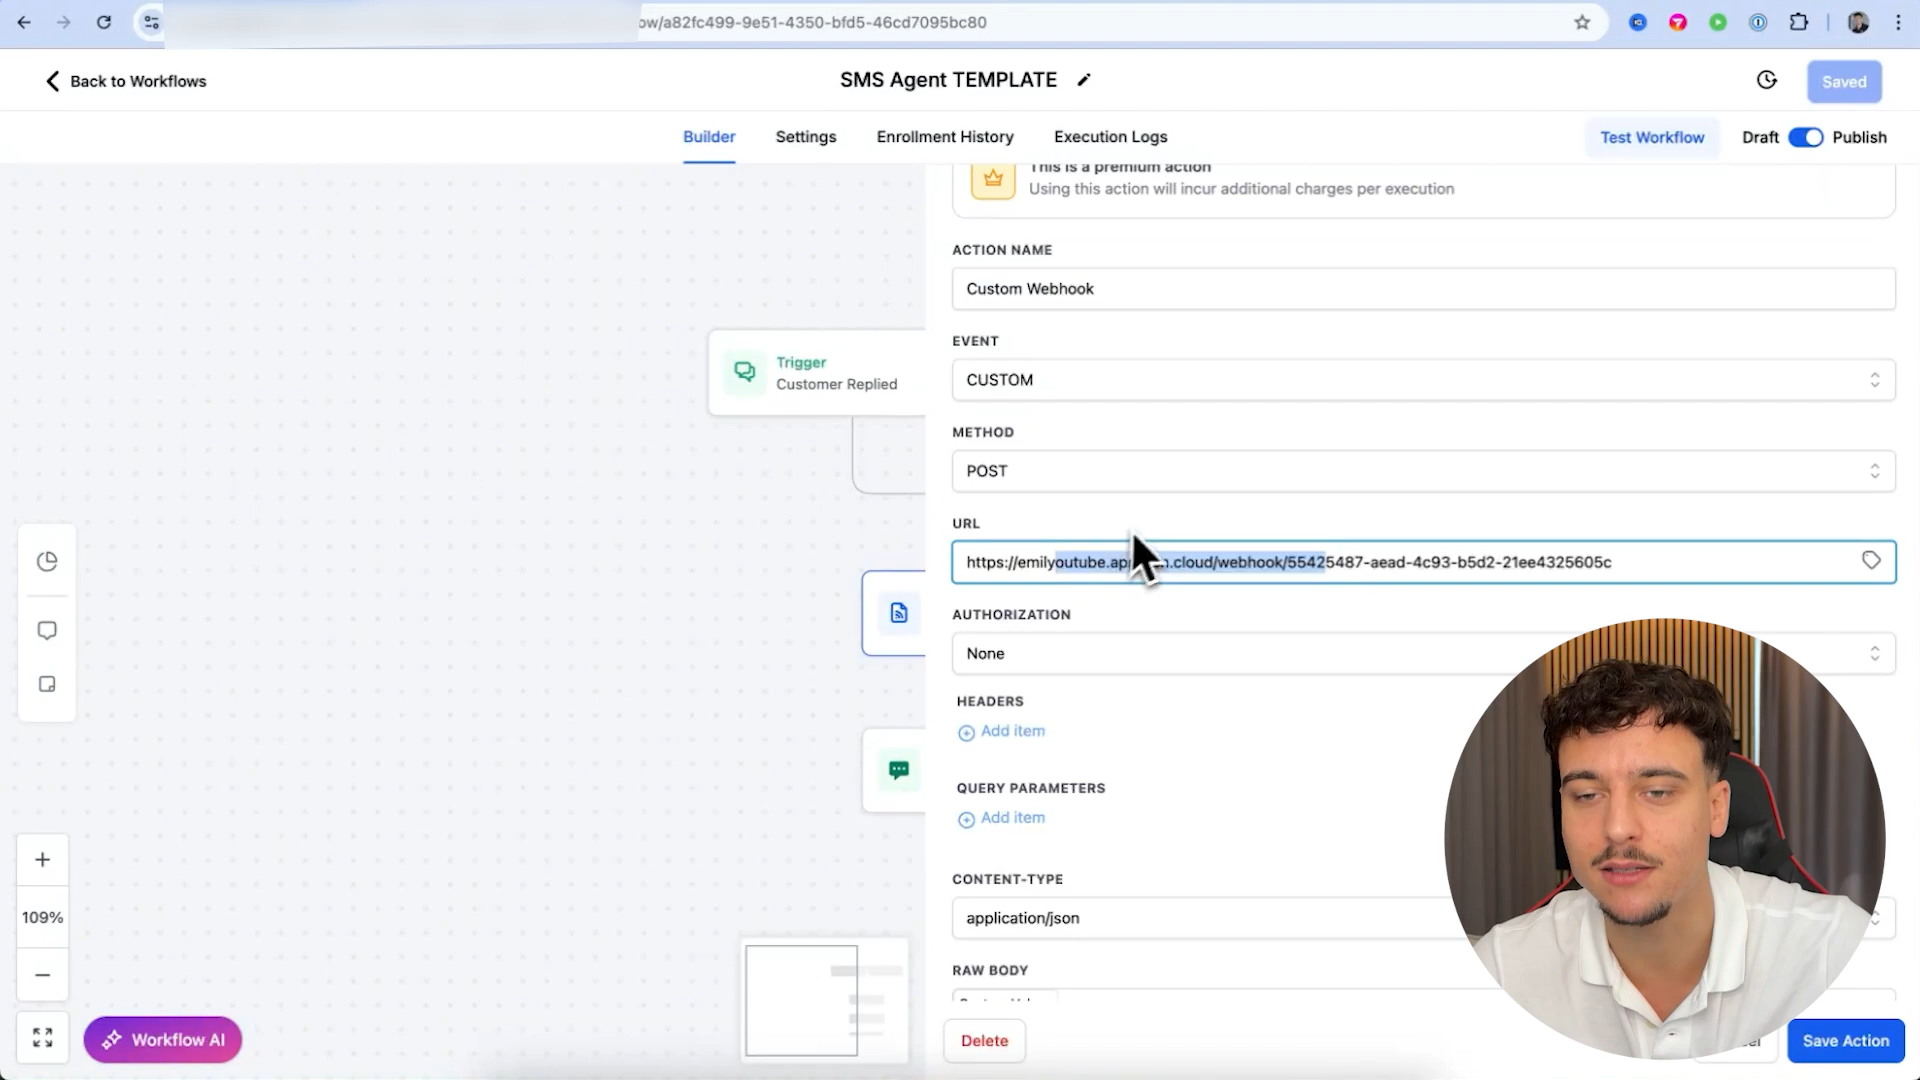 ow/a82fc499-9e51-4350-bfd5-46cd7095bc80
Back to Workflows
SMS Agent TEMPLATE
Saved
Builder
Settings
Enrollment History
Execution Logs
Test Workflow
Draft
Publish
This is a premium action
Using this action will incur additional charges per execution
ACTION NAME
Custom Webhook
EVENT
CUSTOM
Trigger
Customer Replied
METHOD
POST
URL
https://emilyoutube.ap .cloud/webhook/55425487-aead-4c93-b5d2-21ee4325605c
AUTHORIZATION
None
HEADERS
Add item
QUERY PARAMETERS
Add item
CONTENT-TYPE
application/json
RAW BODY
109%
Workflow AI
Delete
Save Action